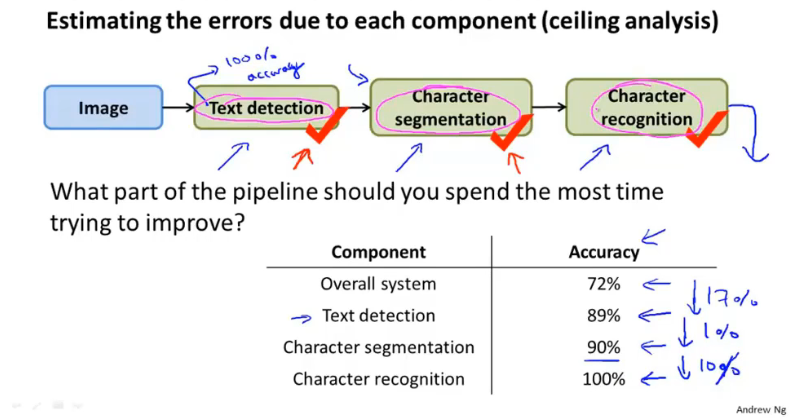 Estimating the errors due to each component (ceiling analysis)
100% accuracy
Image
Text detection
Character segmentation
Character recognition
What part of the pipeline should you spend the most time
trying to improve?
Component Accuracy
Overall system 72%
17%
Text detection 89%
1%
Character segmentation 90%
10%
Character recognition 100%
Andrew Ng